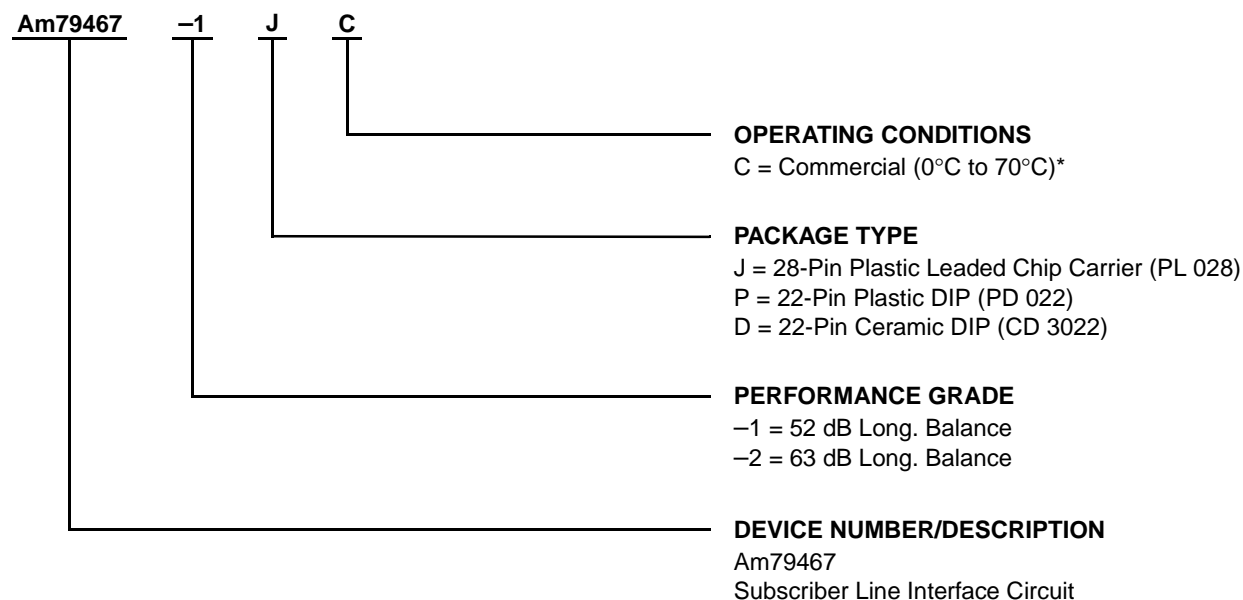 Am79467 –1 J C
OPERATING CONDITIONS
C = Commercial (0°C to 70°C)*
PACKAGE TYPE
J = 28-Pin Plastic Leaded Chip Carrier (PL 028)
P = 22-Pin Plastic DIP (PD 022)
D = 22-Pin Ceramic DIP (CD 3022)
PERFORMANCE GRADE
–1 = 52 dB Long. Balance
–2 = 63 dB Long. Balance
DEVICE NUMBER/DESCRIPTION
Am79467
Subscriber Line Interface Circuit